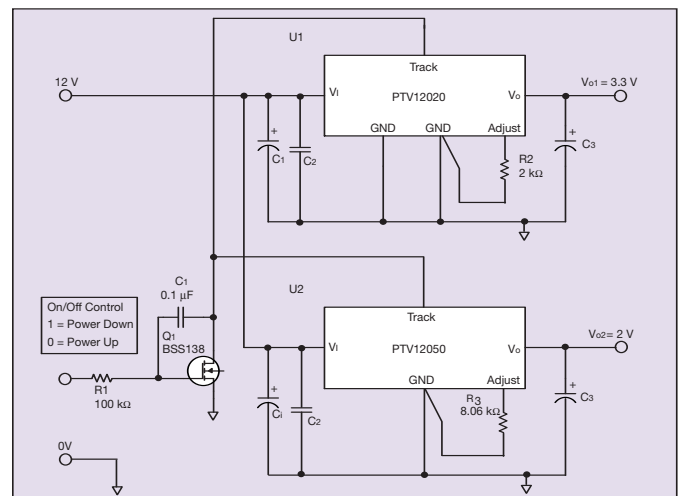 U1
Track
12 V
VI
PTV12020
Vo
Vo1 = 3.3 V
GND
GND
Adjust
+
C1
C2
R2
2 kΩ
+
C3
C1
0.1 µF
U2
On/Off Control
1 = Power Down
0 = Power Up
Q1
BSS138
Track
VI
PTV12050
Vo
Vo2= 2 V
GND
Adjust
R1
100 kΩ
+
Ci
C2
R3
8.06 kΩ
+
C3
0V